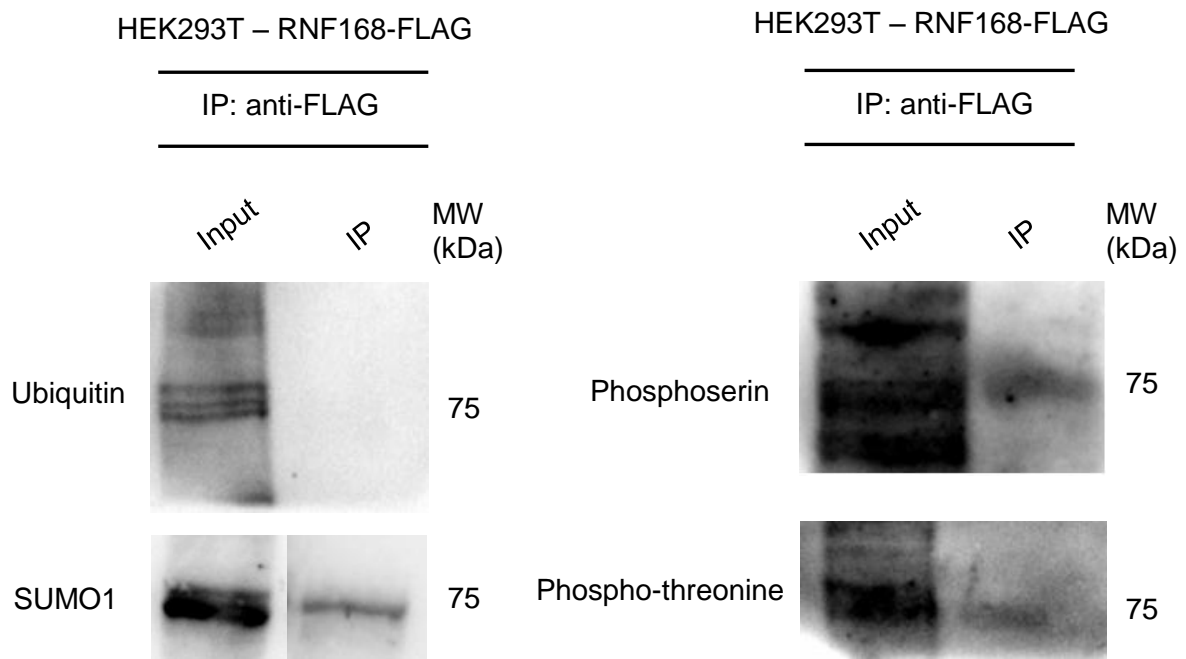 HEK293T – RNF168-FLAG
IP: anti-FLAG
Input
IP
MW
(kDa)
Ubiquitin
75
SUMO1
75
HEK293T – RNF168-FLAG
IP: anti-FLAG
Input
IP
MW
(kDa)
Phosphoserin
75
Phospho-threonine
75